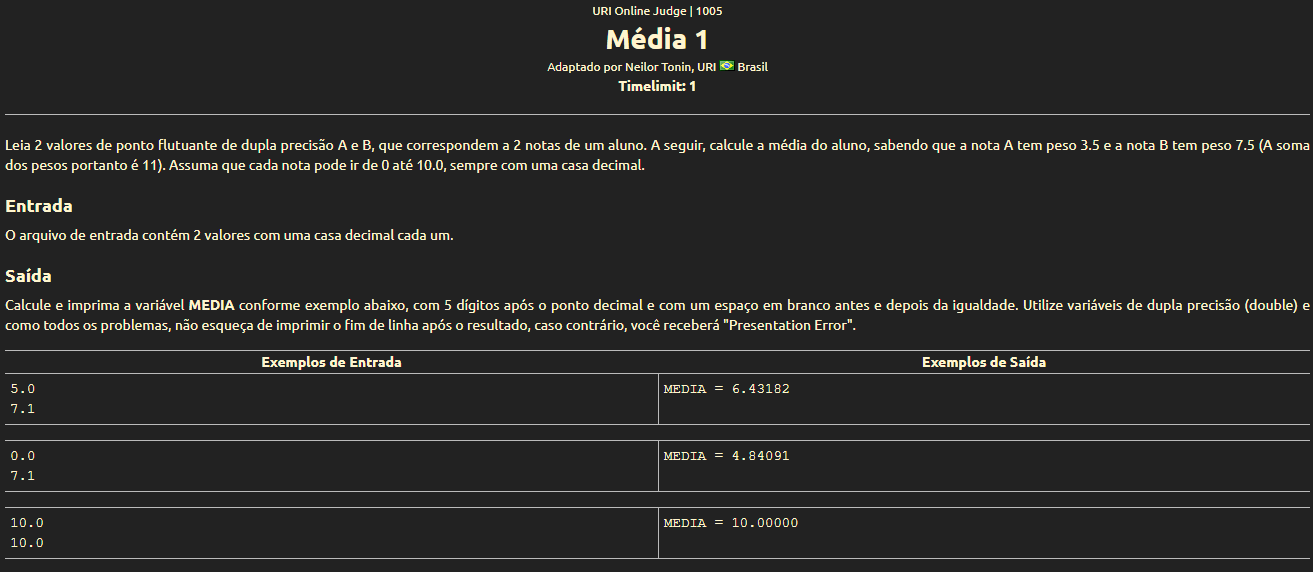 URI Online Judge | 1005
Média 1
Adaptado por Neilor Tonin, URI Brasil
Timelimit: 1
Leia 2 valores de ponto flutuante de dupla precisão A e B, que correspondem a 2 notas de um aluno. A seguir, calcule a média do aluno, sabendo que a nota A tem peso 3.5 e a nota B tem peso 7.5 (A soma
dos pesos portanto é 11). Assuma que cada nota pode ir de 0 até 10.0, sempre com uma casa decimal.
Entrada
O arquivo de entrada contém 2 valores com uma casa decimal cada um.
Saída
Calcule e imprima a variável MEDIA conforme exemplo abaixo, com 5 dígitos após o ponto decimal e com um espaço em branco antes e depois da igualdade. Utilize variáveis de dupla precisão (double) e
como todos os problemas, não esqueça de imprimir o fim de linha após o resultado, caso contrário, você receberá "Presentation Error".
Exemplos de Entrada Exemplos de Saída
5.0 MEDIA = 6.43182
7.1
0.0 MEDIA = 4.84091
7.1
10.0 MEDIA = 10.00000
10.0